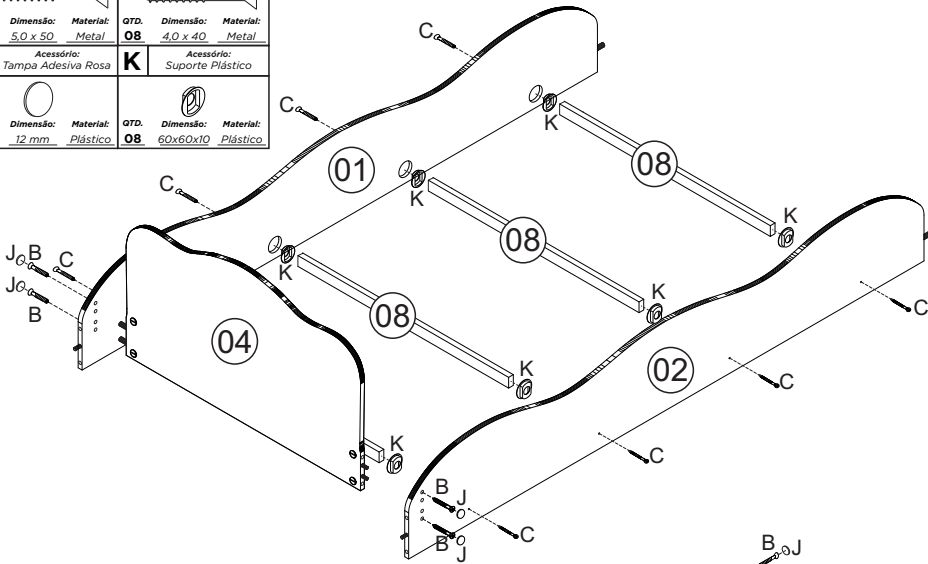 Dimensão: Material: QTD. Dimensão: Material:
5,0 x 50 Metal 08 4,0 x 40 Metal
Acessório: K Acessório:
Tampa Adesiva Rosa Suporte Plástico
Dimensão: Material: QTD. Dimensão: Material:
12 mm Plástico 08 60x60x10 Plástico
C
C
K
01
08
C
K
K
J B C
K
08
J
B
K
C
08
04
02
K
C
K
C
B J
C
B
J
B J